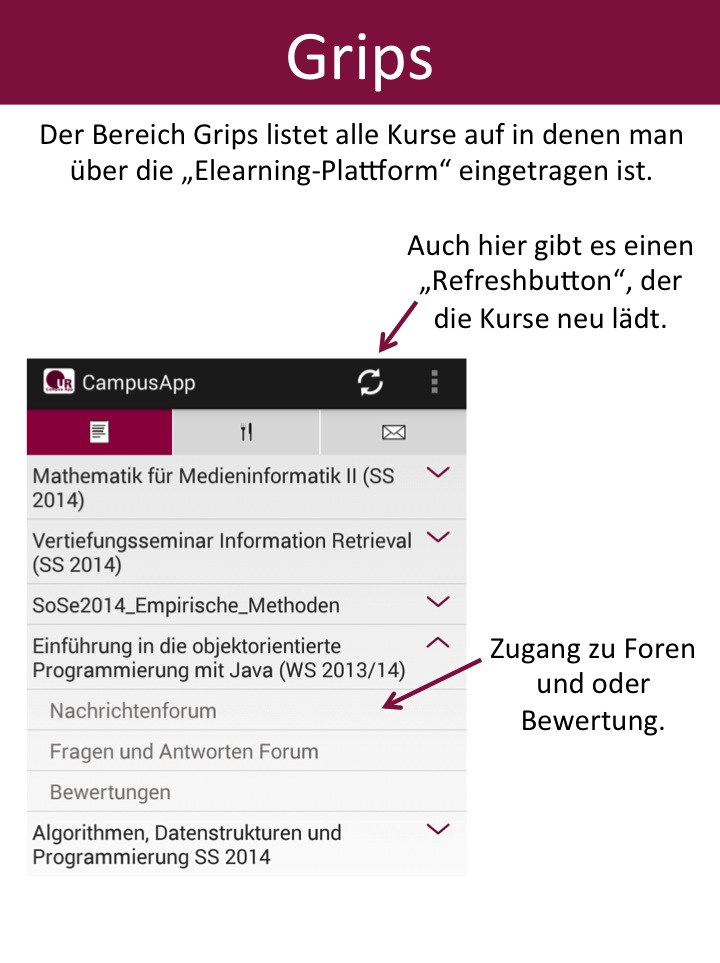 Grips
Der Bereich Grips listet alle Kurse auf in denen man
über die „Elearning-Plattform“ eingetragen ist.
Auch hier gibt es einen
„Refreshbutton“, der
die Kurse neu lädt.
UR
CampusApp
Mathematik für Medieninformatik II (SS
2014)
Vertiefungsseminar Information Retrieval
(SS 2014)
SoSe2014_Empirische_Methoden
Einführung in die objektorientierte
Programmierung mit Java (WS 2013/14)
Zugang zu Foren
und oder
Bewertung.
Nachrichtenforum
Fragen und Antworten Forum
Bewertungen
Algorithmen, Datenstrukturen und
Programmierung SS 2014